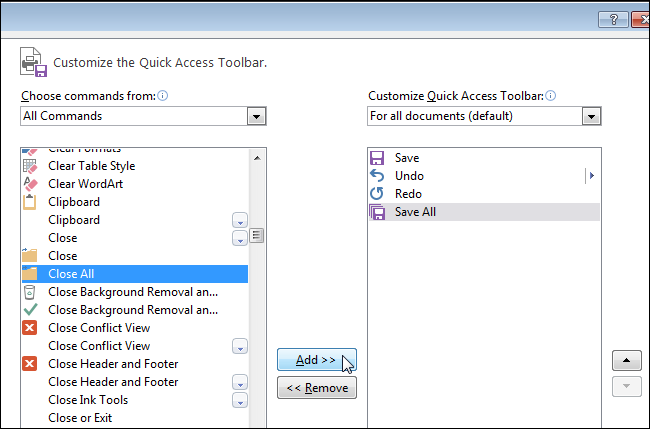 ?
Customize the Quick Access Toolbar.
Choose commands from:
Customize Quick Access Toolbar:
All Commands
For all documents (default)
Clear Formats
Clear Table Style
Clear WordArt
Clipboard
Clipboard
Close
Close
Close All
Close Background Removal an...
Close Background Removal an...
Close Conflict View
Close Conflict View
Close Header and Footer
Close Header and Footer
Close Ink Tools
Close or Exit
Add >>
<< Remove
Save
Undo
Redo
Save All